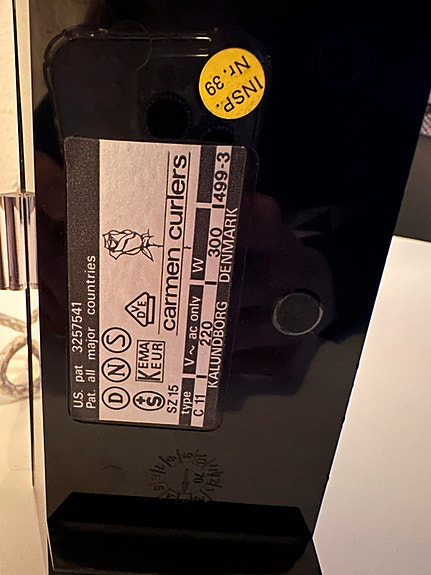 INSP.
Nr. 39
U.S. pat 3257541
Pat. all major countries
D N S
KEMA
KEUR
SZ 15
carmen curlers
type V ~ ac only W
C 11 220 300 499-3
KALUNDBORG DENMARK